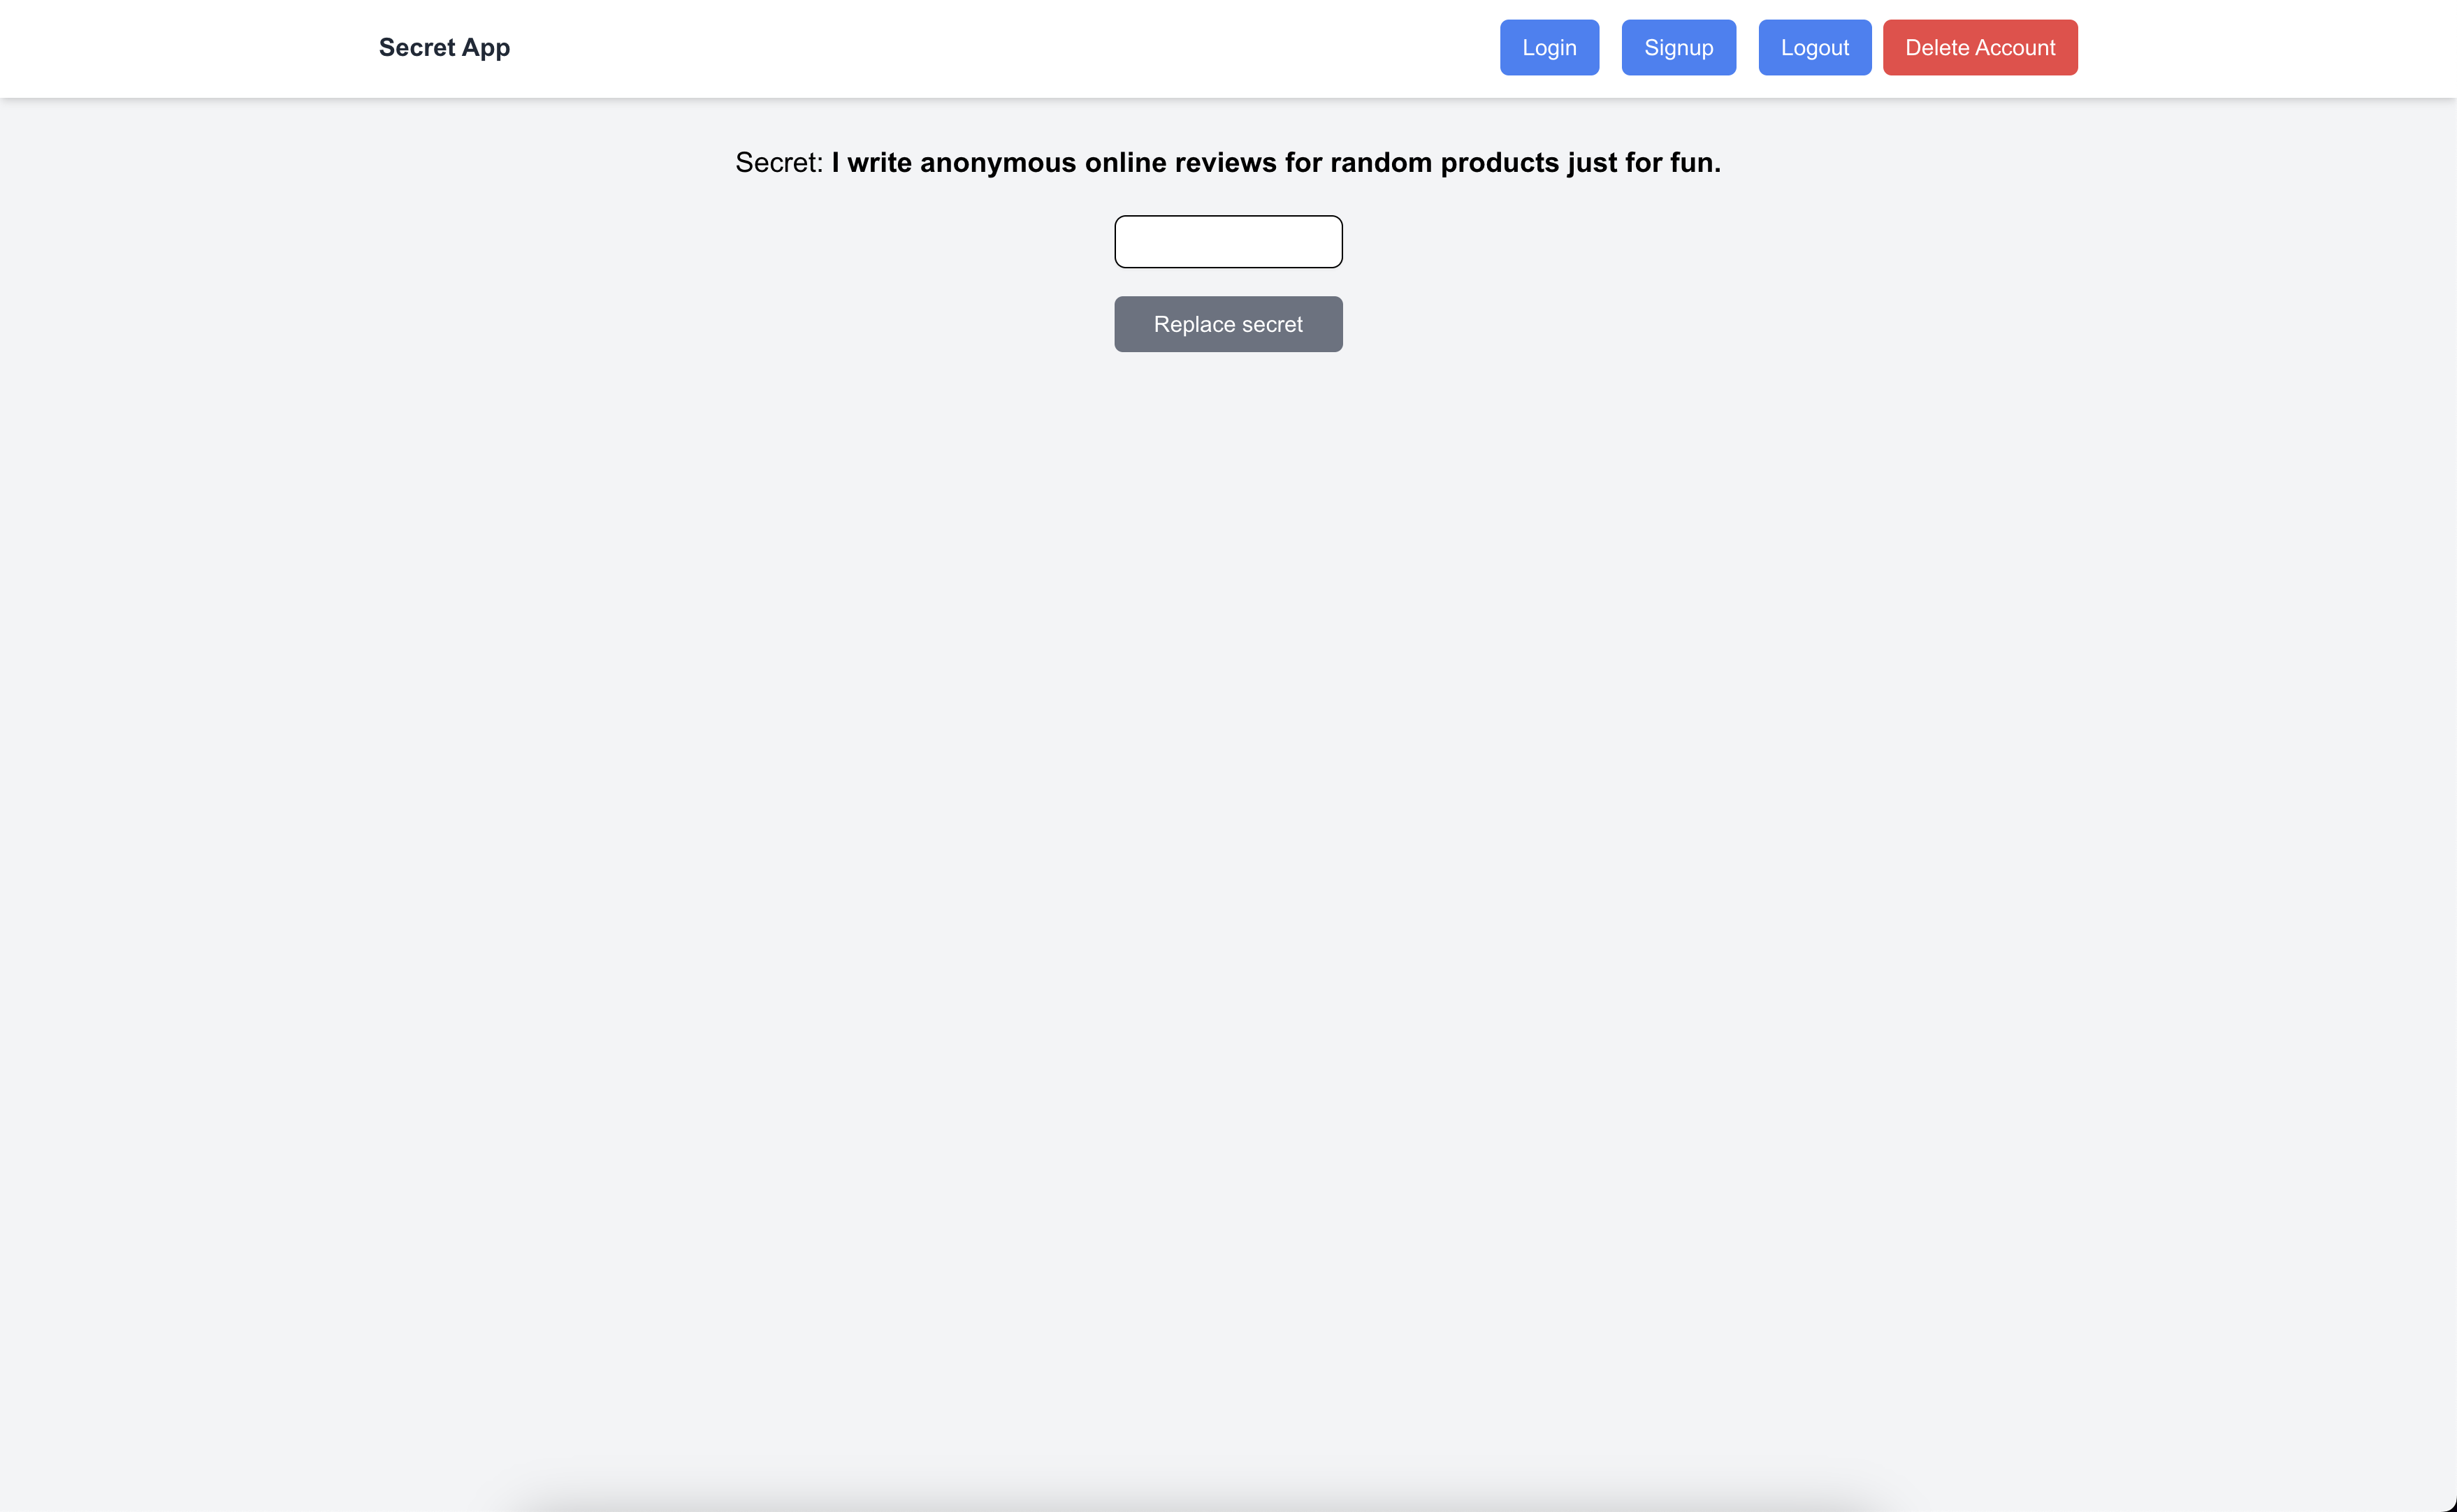 Secret App
Login
Signup
Logout
Delete Account
Secret: I write anonymous online reviews for random products just for fun.
Replace secret